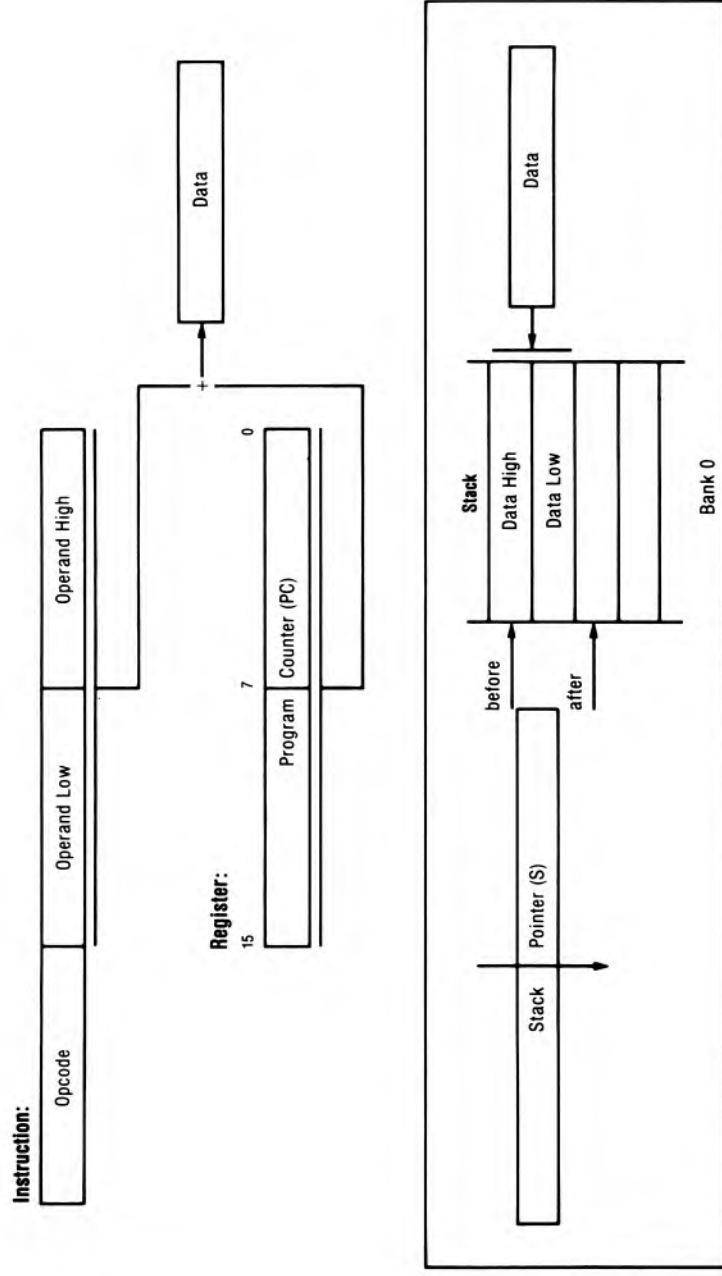 Instruction:
Opcode
Operand Low
Operand High
Data
+
Register:
15
7
0
Program Counter (PC)
Stack
Data High
Data Low
Data
before
after
Stack Pointer (S)
Bank 0